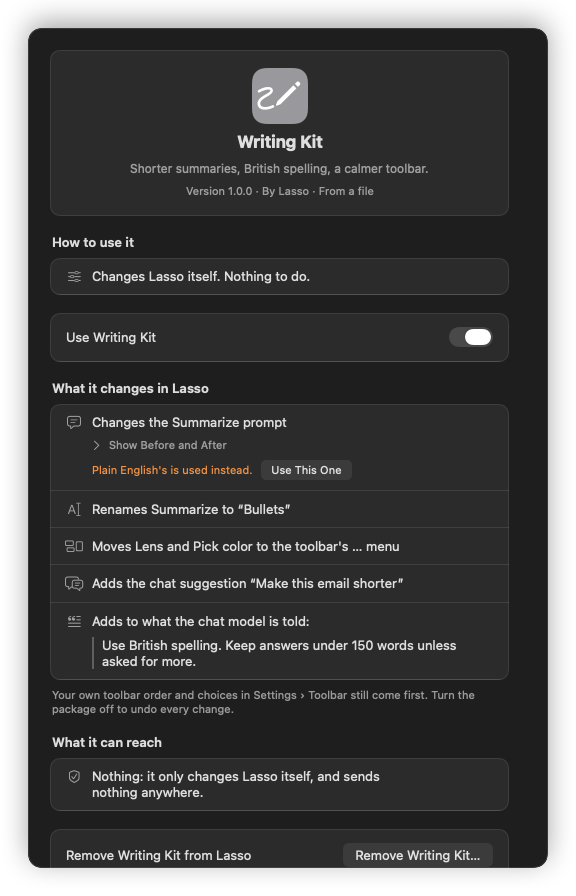 Writing Kit
Shorter summaries, British spelling, a calmer toolbar.
Version 1.0.0 · By Lasso · From a file
How to use it
Changes Lasso itself. Nothing to do.
Use Writing Kit
What it changes in Lasso
Changes the Summarize prompt
Show Before and After
Plain English's is used instead. Use This One
Renames Summarize to “Bullets”
Moves Lens and Pick color to the toolbar's ... menu
Adds the chat suggestion “Make this email shorter”
Adds to what the chat model is told:
Use British spelling. Keep answers under 150 words unless
asked for more.
Your own toolbar order and choices in Settings › Toolbar still come first. Turn the
package off to undo every change.
What it can reach
Nothing: it only changes Lasso itself, and sends
nothing anywhere.
Remove Writing Kit from Lasso Remove Writing Kit...